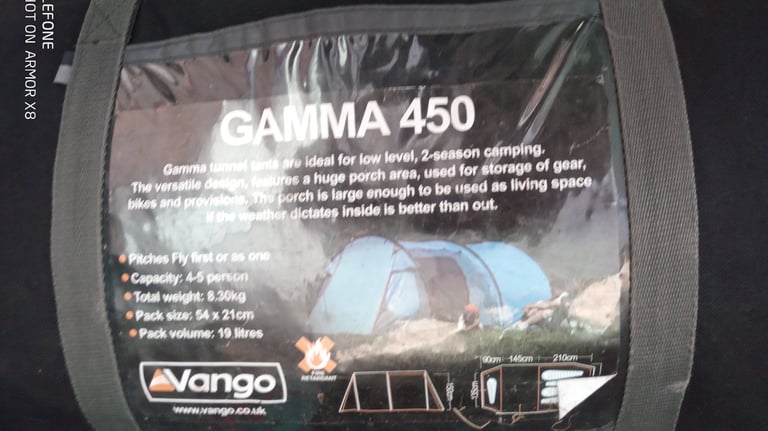 LEFONE
HOT ON ARMOR X8
GAMMA 450
Gamma tunnel tents are ideal for low level, 2-season camping.
The versatile design, features a huge porch area, used for storage of gear,
bikes and provisions. The porch is large enough to be used as living space
if the weather dictates inside is better than out.
Pitches Fly first or as one
Capacity: 4-5 person
Total weight: 8.30kg
Pack size: 54 x 21cm
Pack volume: 19 litres
FIRE
RETARDANT
Vango
www.vango.co.uk
90cm 145cm 210cm